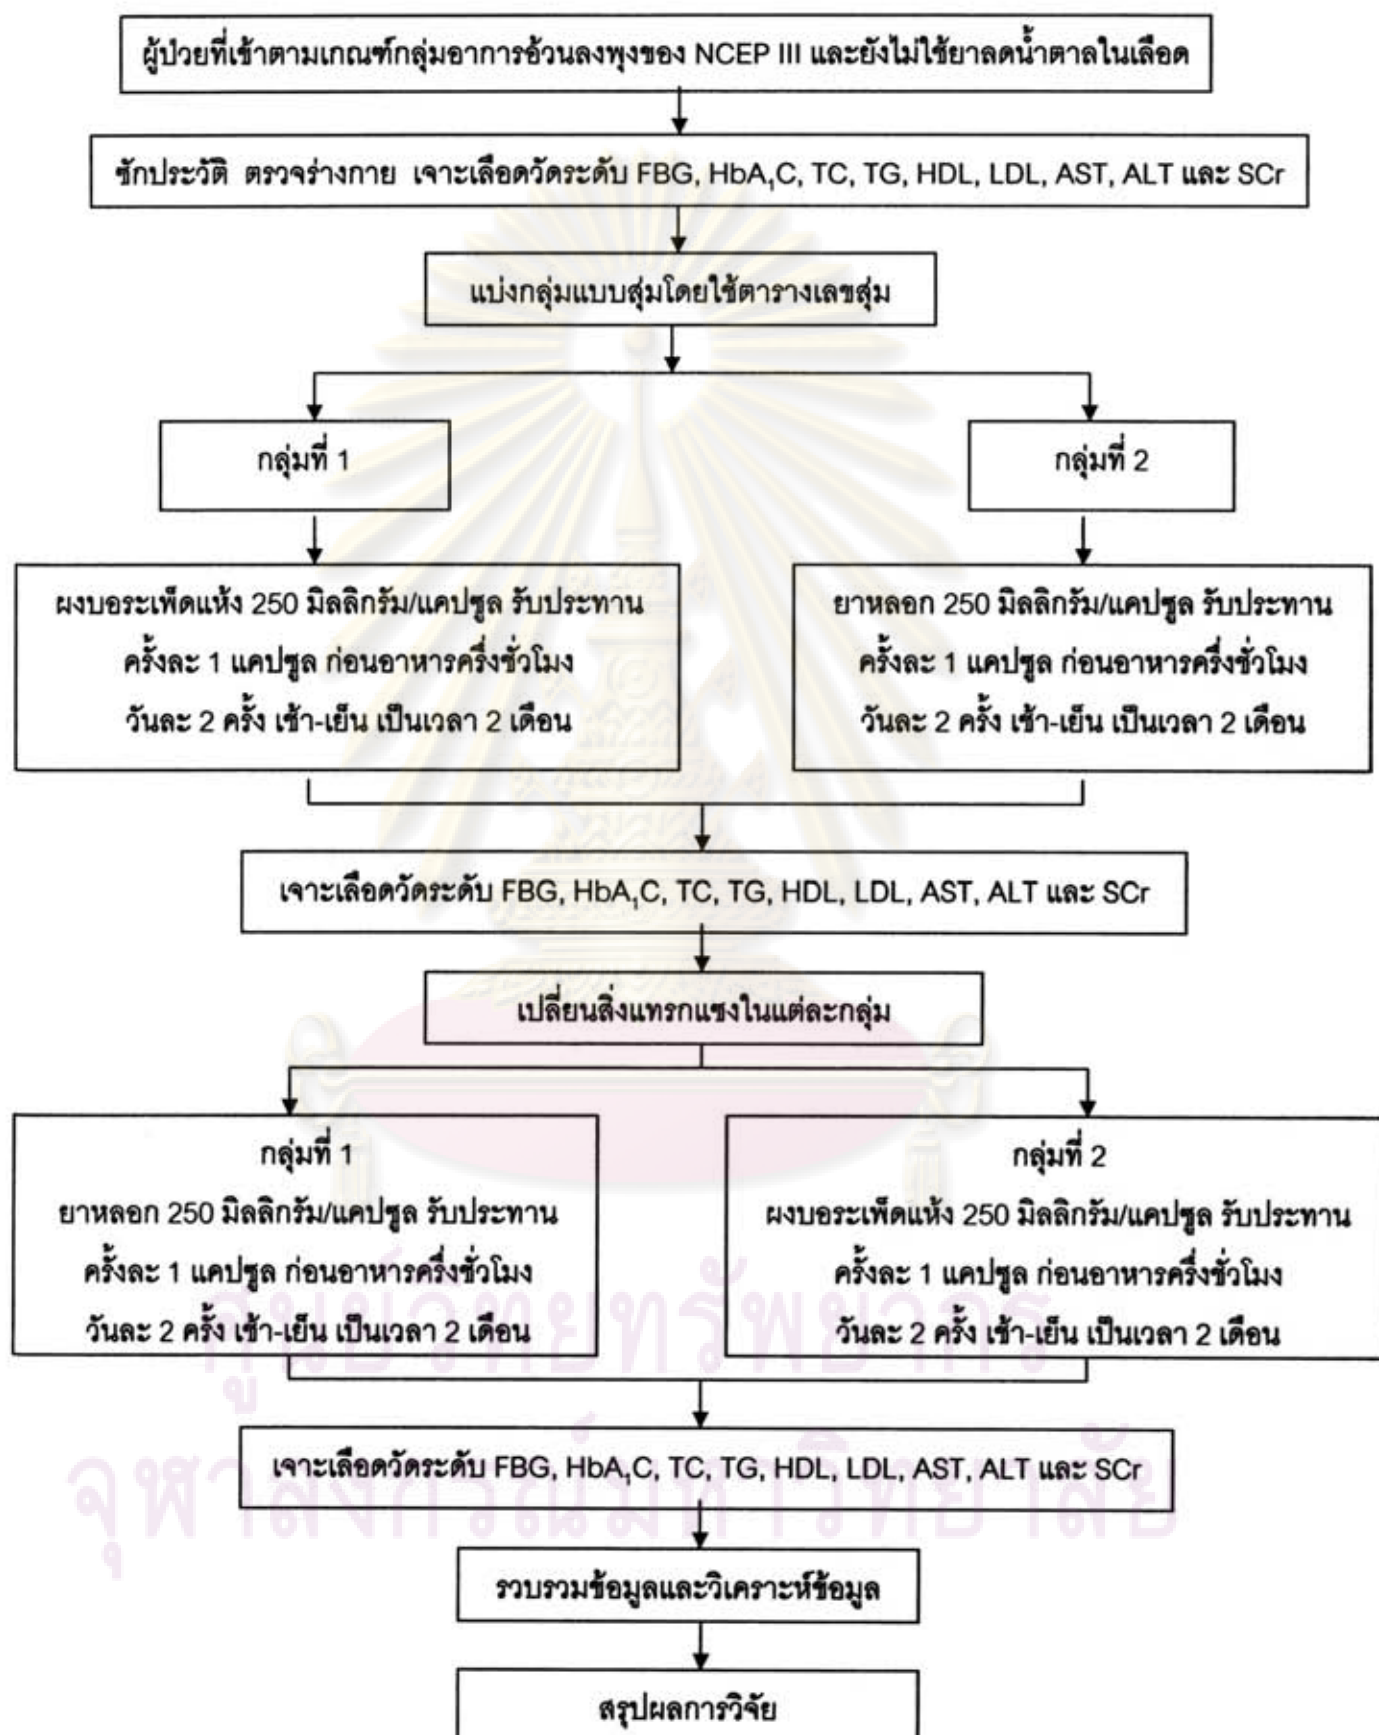 ผู้ป่วยที่เข้าตามเกณฑ์กลุ่มอาการอ้วนลงพุงของ NCEP III และยังไม่ใช้ยาลดน้ำตาลในเลือด
ซักประวัติ ตรวจร่างกาย เจาะเลือดวัดระดับ FBG, HbA₁C, TC, TG, HDL, LDL, AST, ALT และ SCr
แบ่งกลุ่มแบบสุ่มโดยใช้ตารางเลขสุ่ม
กลุ่มที่ 1
กลุ่มที่ 2
ผงบอระเพ็ดแห้ง 250 มิลลิกรัม/แคปซูล รับประทาน
ครั้งละ 1 แคปซูล ก่อนอาหารครึ่งชั่วโมง
วันละ 2 ครั้ง เช้า-เย็น เป็นเวลา 2 เดือน
ยาหลอก 250 มิลลิกรัม/แคปซูล รับประทาน
ครั้งละ 1 แคปซูล ก่อนอาหารครึ่งชั่วโมง
วันละ 2 ครั้ง เช้า-เย็น เป็นเวลา 2 เดือน
เจาะเลือดวัดระดับ FBG, HbA₁C, TC, TG, HDL, LDL, AST, ALT และ SCr
เปลี่ยนสิ่งแทรกแซงในแต่ละกลุ่ม
กลุ่มที่ 1
ยาหลอก 250 มิลลิกรัม/แคปซูล รับประทาน
ครั้งละ 1 แคปซูล ก่อนอาหารครึ่งชั่วโมง
วันละ 2 ครั้ง เช้า-เย็น เป็นเวลา 2 เดือน
กลุ่มที่ 2
ผงบอระเพ็ดแห้ง 250 มิลลิกรัม/แคปซูล รับประทาน
ครั้งละ 1 แคปซูล ก่อนอาหารครึ่งชั่วโมง
วันละ 2 ครั้ง เช้า-เย็น เป็นเวลา 2 เดือน
ศูนย์วิทยทรัพยากร
เจาะเลือดวัดระดับ FBG, HbA₁C, TC, TG, HDL, LDL, AST, ALT และ SCr
จุฬาลงกรณ์มหาวิทยาลัย
รวบรวมข้อมูลและวิเคราะห์ข้อมูล
สรุปผลการวิจัย